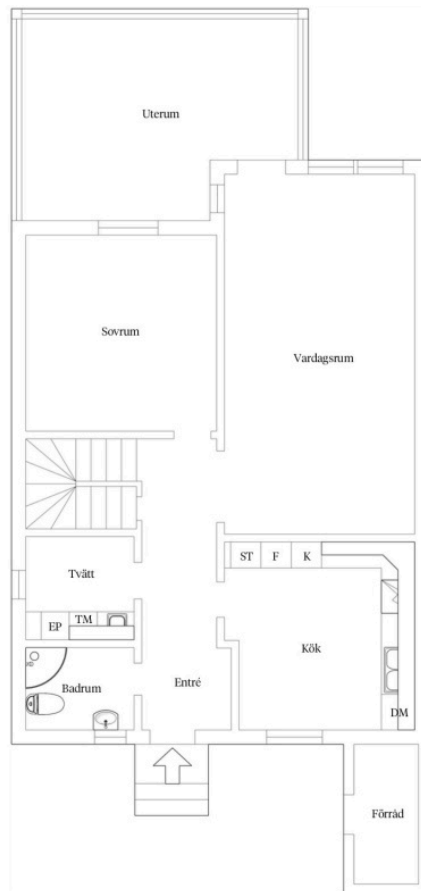 Uterum
Sovrum
Vardagsrum
ST F K
Tvätt
EP TM
Kök
Badrum
Entré
DM
Förråd